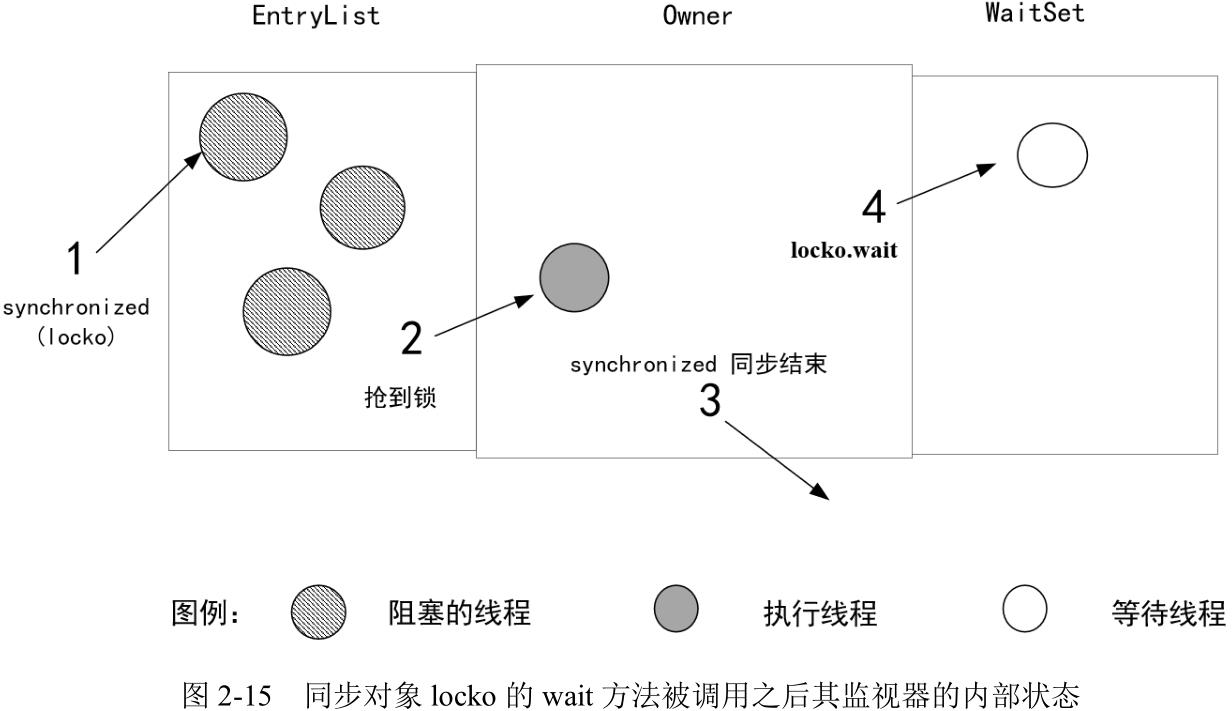 EntryList
Owner
WaitSet
1
synchronized
(locko)
2
抢到锁
synchronized 同步结束
3
4
locko.wait
图例：
阻塞的线程
执行线程
等待线程
图 2-15 同步对象 locko 的 wait 方法被调用之后其监视器的内部状态